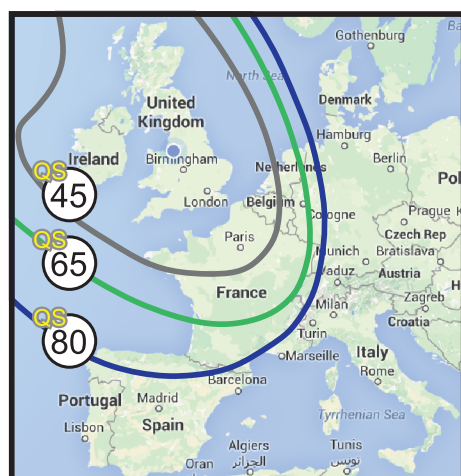 Gothenburg
Ba
North Sea
Denmark
United
Kingdom
Hamburg
Ireland
Birmingham
Netherlands
Berlin
Pol
QS
45
London
Belgium
Cologne
Prague
K
Paris
Czech Rep
QS
65
Munich
Bratislava
Vaduz
Austria
France
H
Zagreb
Milan
QS
80
Turin
Croatia
Marseille
Italy
Barcelona
Rome
Portugal
Madrid
Lisbon
Spain
Tyrrhenian Sea
Algiers
الجزائر
Tunis
تونس
Oran